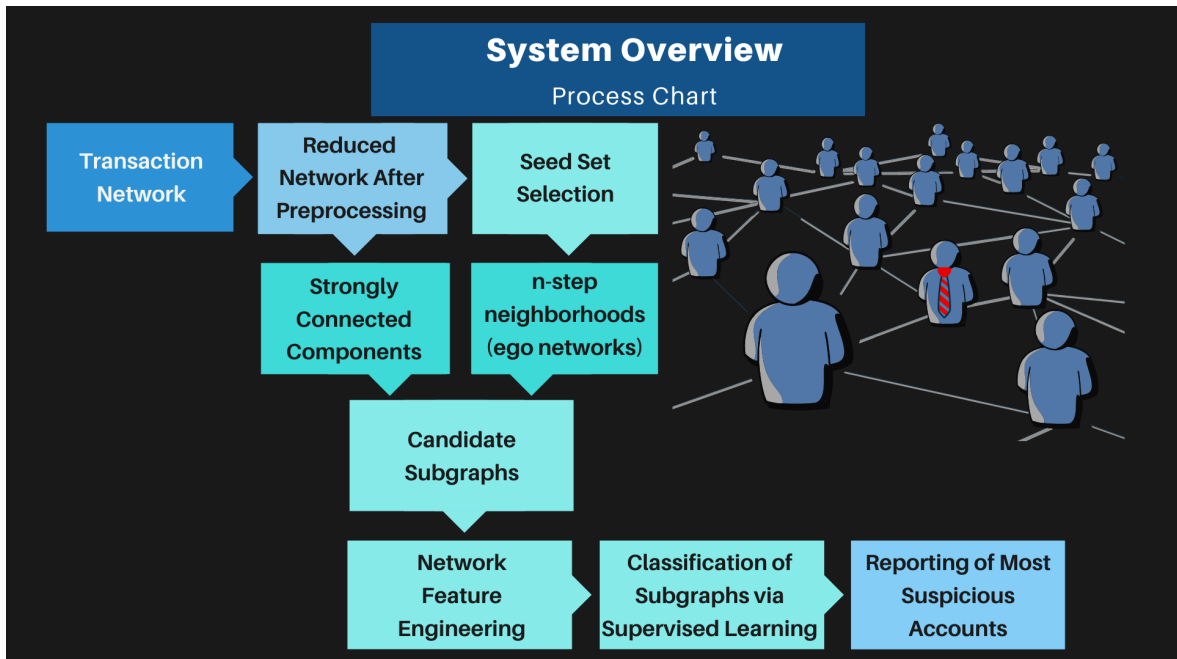 System Overview
Process Chart
Transaction
Network
Reduced
Network After
Preprocessing
Seed Set
Selection
Strongly
Connected
Components
n-step
neighborhoods
(ego networks)
Candidate
Subgraphs
Network
Feature
Engineering
Classification of
Subgraphs via
Supervised Learning
Reporting of Most
Suspicious
Accounts